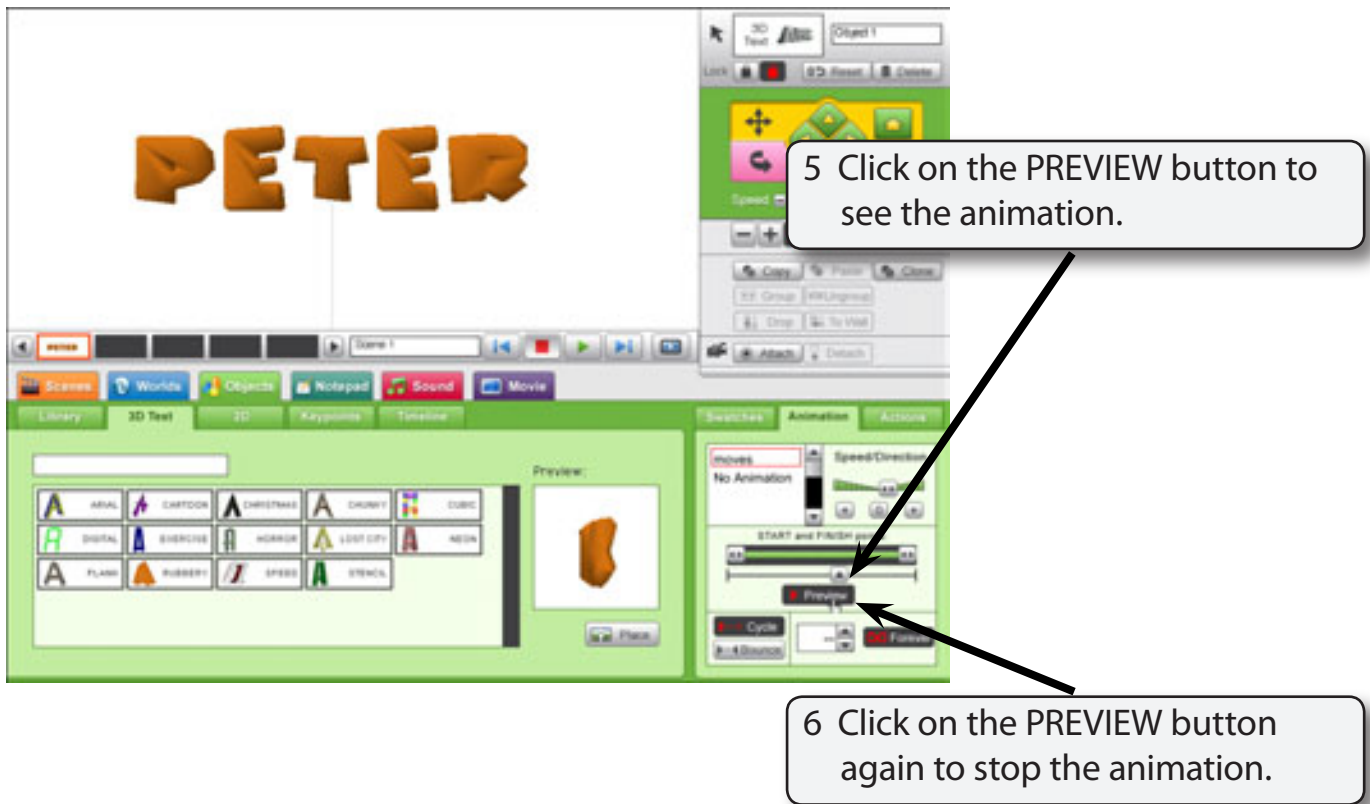 3D
Text
Object 1
PETER
Lock Reset Delete
5 Click on the PREVIEW button to
see the animation.
Speed
Copy Paste Clone
Group Ungroup
Drop To Wall
PETER Scene 1 Attach Detach
Scenes Worlds Objects Notepad Sound Movie
Library 3D Text 2D Keypoints Timeline
Swatches Animation Actions
Preview:
moves
No Animation
Speed/Direction
A ARIAL CARTOON A CHRISTMAS A CHUNKY CUBIC
A DIGITAL A EXERCISE A HORROR A LOST CITY A NEON
A PLANK A RUBBERY A SPEED A STENCIL
START and FINISH
Preview
Place
Cycle
Bounce
Forever
6 Click on the PREVIEW button
again to stop the animation.